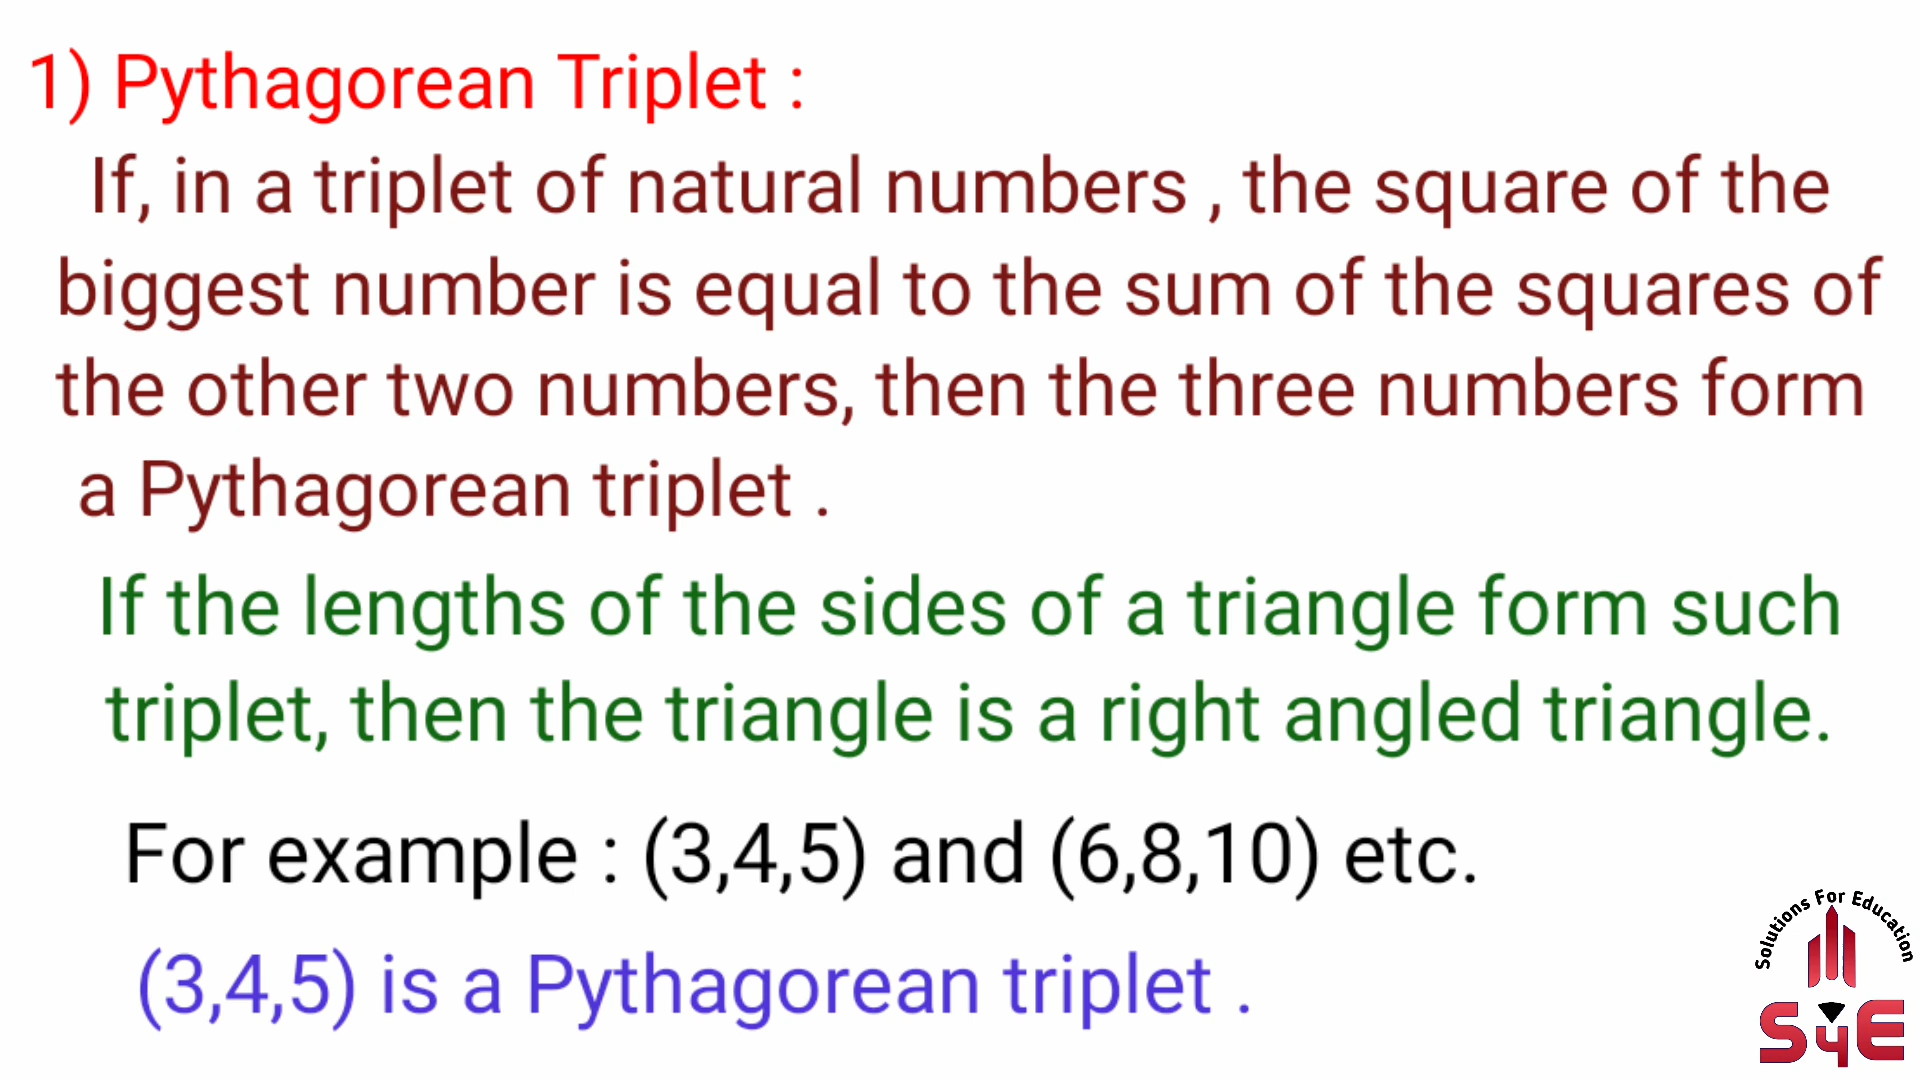 1) Pythagorean Triplet :
If, in a triplet of natural numbers , the square of the
biggest number is equal to the sum of the squares of
the other two numbers, then the three numbers form
a Pythagorean triplet .
If the lengths of the sides of a triangle form such
triplet, then the triangle is a right angled triangle.
For example : (3,4,5) and (6,8,10) etc.
(3,4,5) is a Pythagorean triplet .
Solutions For Education
S4E